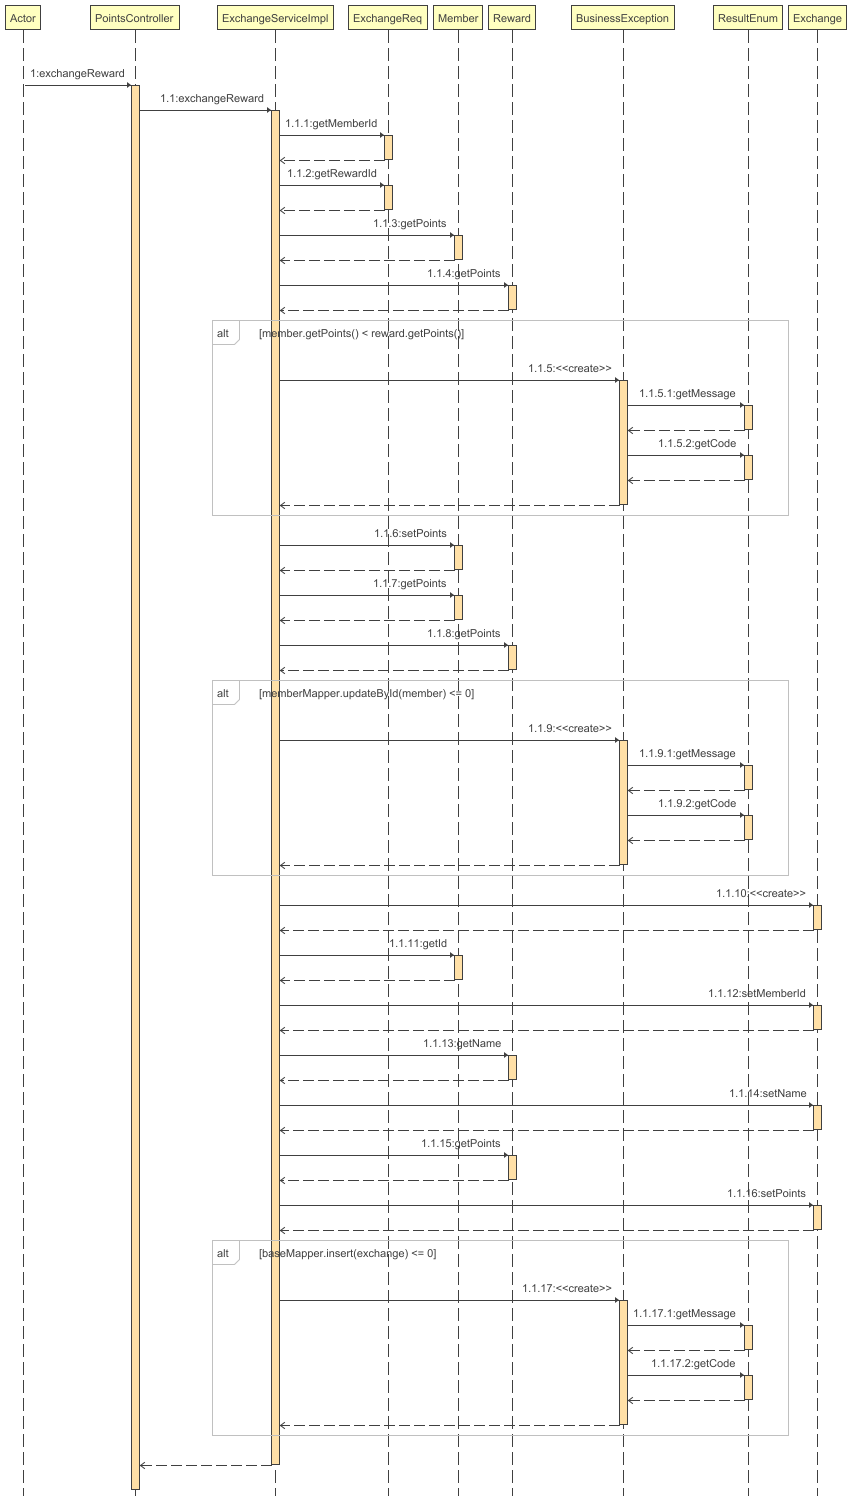 Actor
PointsController
ExchangeServiceImpl
ExchangeReq
Member
Reward
BusinessException
ResultEnum
Exchange
1:exchangeReward
1.1:exchangeReward
1.1.1:getMemberId
1.1.2:getRewardId
1.1.3:getPoints
1.1.4:getPoints
alt [member.getPoints() < reward.getPoints()]
1.1.5:<<create>>
1.1.5.1:getMessage
1.1.5.2:getCode
1.1.6:setPoints
1.1.7:getPoints
1.1.8:getPoints
alt [memberMapper.updateById(member) <= 0]
1.1.9:<<create>>
1.1.9.1:getMessage
1.1.9.2:getCode
1.1.10:<<create>>
1.1.11:getId
1.1.12:setMemberId
1.1.13:getName
1.1.14:setName
1.1.15:getPoints
1.1.16:setPoints
alt [baseMapper.insert(exchange) <= 0]
1.1.17:<<create>>
1.1.17.1:getMessage
1.1.17.2:getCode